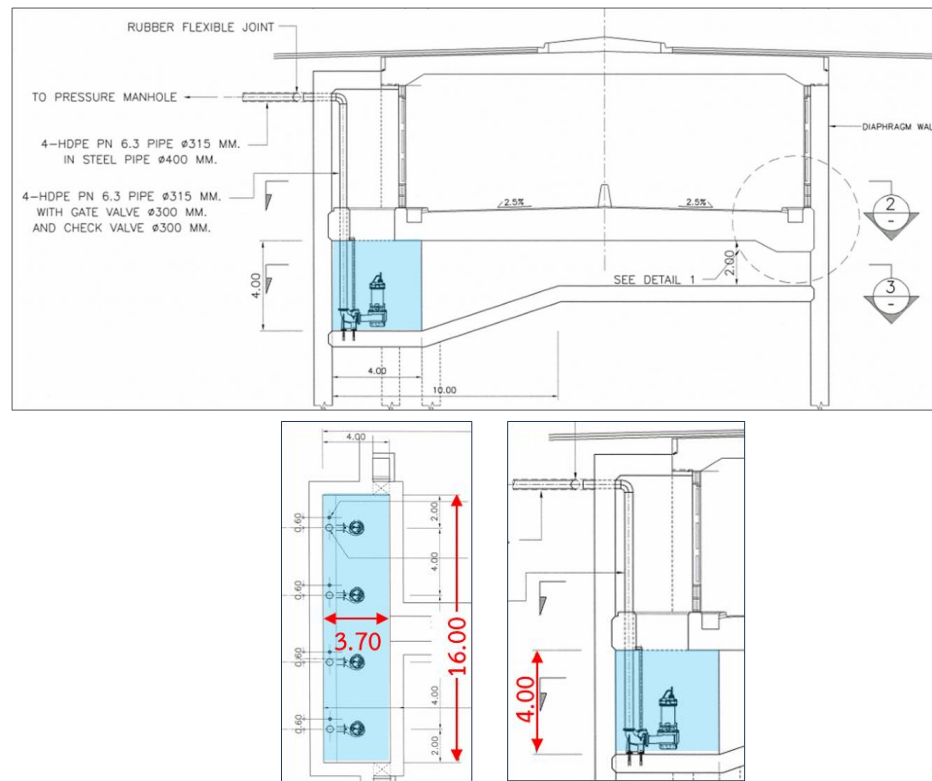 RUBBER FLEXIBLE JOINT
TO PRESSURE MANHOLE
4-HDPE PN 6.3 PIPE ø315 MM.
IN STEEL PIPE ø400 MM.
4-HDPE PN 6.3 PIPE ø315 MM.
WITH GATE VALVE ø300 MM.
AND CHECK VALVE ø300 MM.
DIAPHRAGM WAL
2.5%
2.5%
2
-
4.00
SEE DETAIL 1
2.00
3
-
4.00
10.00
4.00
0.60
2.00
4.00
0.60
3.70
16.00
0.60
4.00
0.60
2.00
4.00